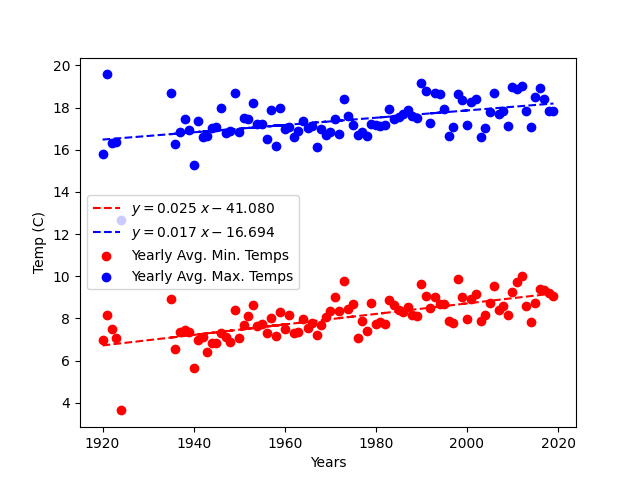 20
18
16
14
12
10
8
6
4
Temp (C)
y = 0.025 x − 41.080
y = 0.017 x − 16.694
Yearly Avg. Min. Temps
Yearly Avg. Max. Temps
1920 1940 1960 1980 2000 2020
Years